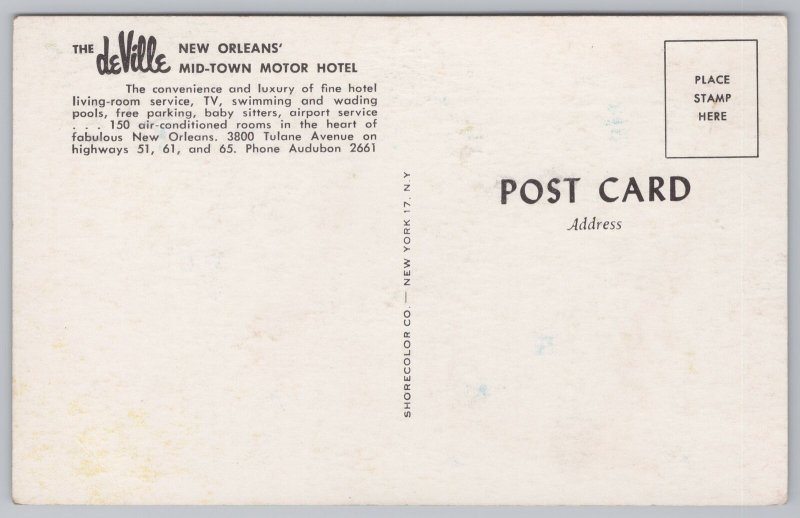 THE deVille NEW ORLEANS'
MID-TOWN MOTOR HOTEL
The convenience and luxury of fine hotel
living-room service, TV, swimming and wading
pools, free parking, baby sitters, airport service
. . . 150 air-conditioned rooms in the heart of
fabulous New Orleans. 3800 Tulane Avenue on
highways 51, 61, and 65. Phone Audubon 2661
SHORECOLOR CO. — NEW YORK 17, N.Y
PLACE
STAMP
HERE
POST CARD
Address